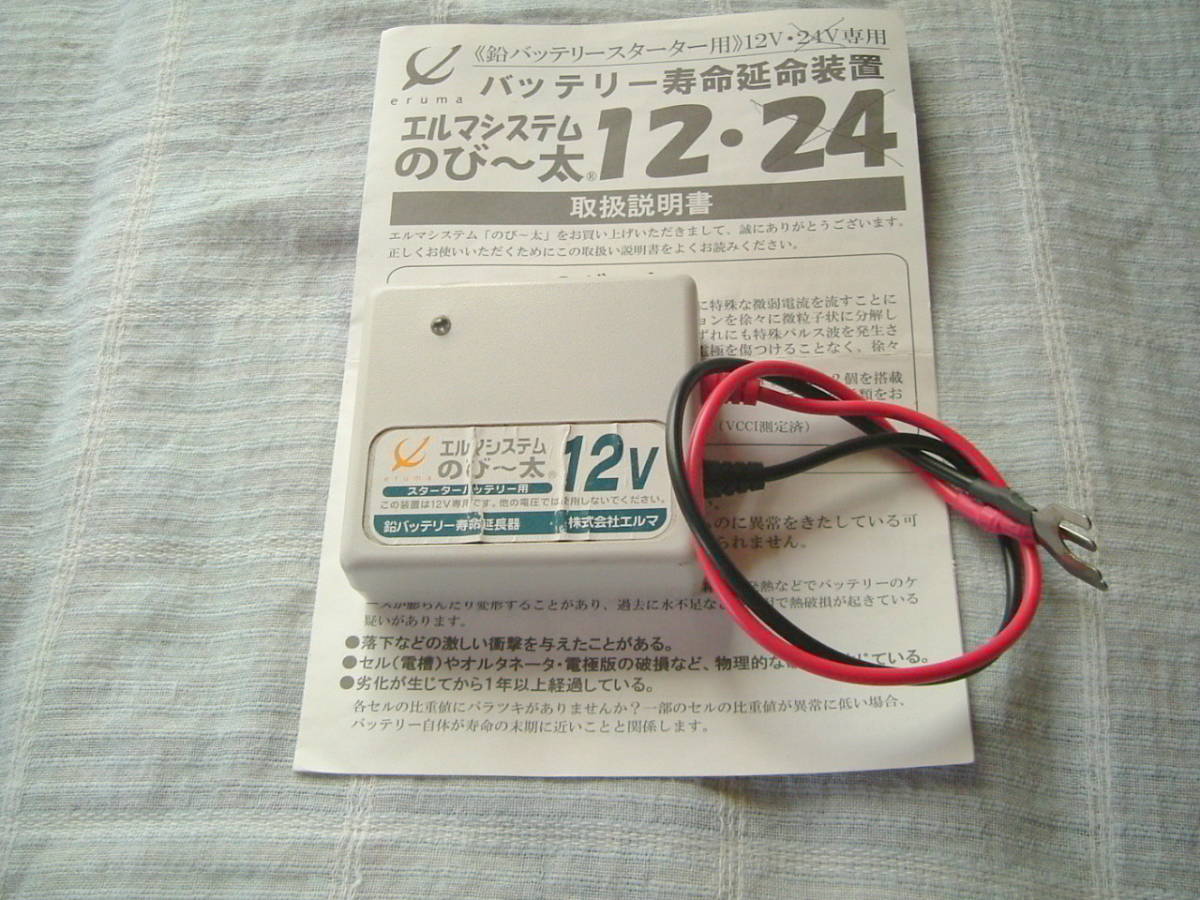 《鉛バッテリースターター用》12V・24V専用
eruma
バッテリー寿命延命装置
エルマシステム
のび〜太® 12・24
取扱説明書
エルマシステム「のび〜太」をお買い上げいただきまして、誠にありがとうございます。
正しくお使いいただくためにこの取扱い説明書をよくお読みください。
に特殊な微弱電流を流すことに
ョンを徐々に微粒子状に分解し
ずれにも特殊パルス波を発生さ
電極を傷つけることなく、徐々
2個を搭載
類をお
(VCCI測定済)
eruma
エルマシステム
のび〜太® 12V
スターターバッテリー用
この装置は12V専用です。他の電圧では使用しないでください。
鉛バッテリー寿命延長器 株式会社エルマ
のに異常をきたしている可
られません。
発熱などでバッテリーのケ
ースが膨らんだり変形することがあり、過去に水不足な
で熱破損が起きている
疑いがあります。
●落下などの激しい衝撃を与えたことがある。
●セル(電槽)やオルタネータ・電極版の破損など、物理的な
じている。
●劣化が生じてから1年以上経過している。
各セルの比重値にバラツキがありませんか?一部のセルの比重値が異常に低い場合、
バッテリー自体が寿命の末期に近いことと関係します。